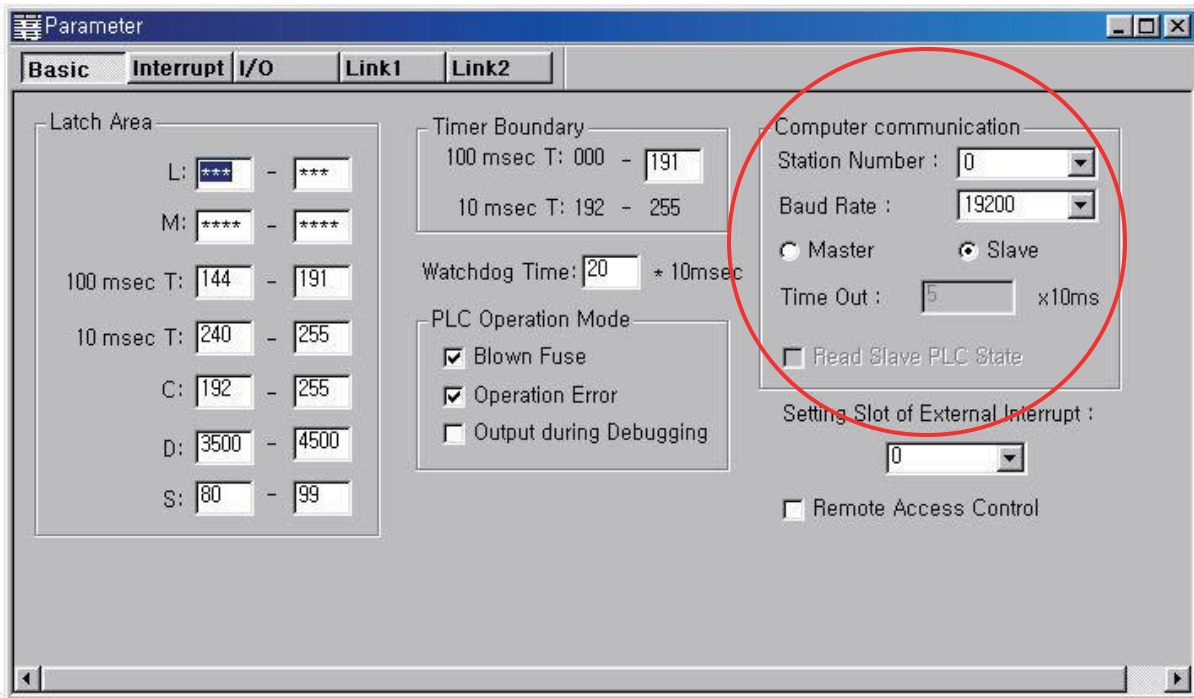 Parameter
Basic Interrupt I/O Link1 Link2
Latch Area
L: *** - ***
M: **** - ****
100 msec T: 144 - 191
10 msec T: 240 - 255
C: 192 - 255
D: 3500 - 4500
S: 80 - 99
Timer Boundary
100 msec T: 000 - 191
10 msec T: 192 - 255
Watchdog Time: 20 * 10msec
PLC Operation Mode
Blown Fuse
Operation Error
Output during Debugging
Computer communication
Station Number : 0
Baud Rate : 19200
Master Slave
Time Out : 5 x10ms
Read Slave PLC State
Setting Slot of External Interrupt :
0
Remote Access Control